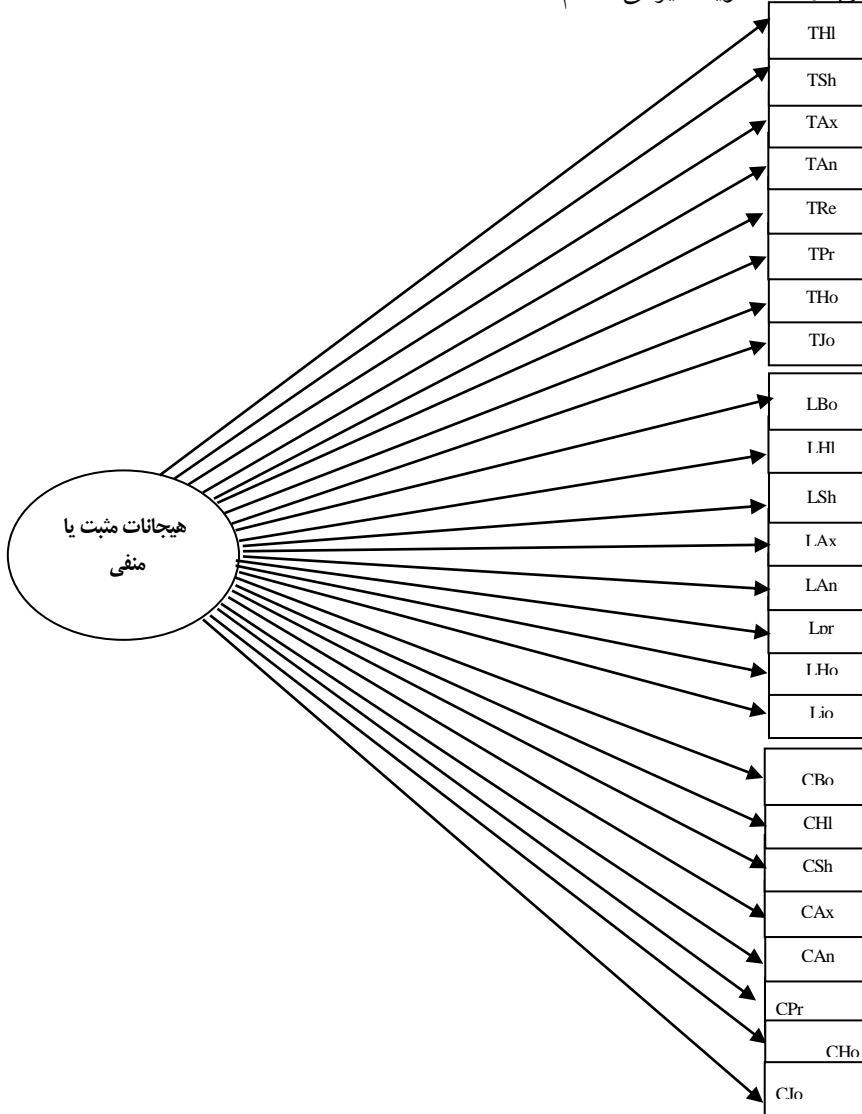 هیجانات مثبت یا
منفی
THl
TSh
TAx
TAn
TRe
TPr
THo
TJo
LBo
LHl
LSh
LAx
LAn
Lpr
LHo
Ljo
CBo
CHl
CSh
CAx
CAn
CPr
CHo
CJo